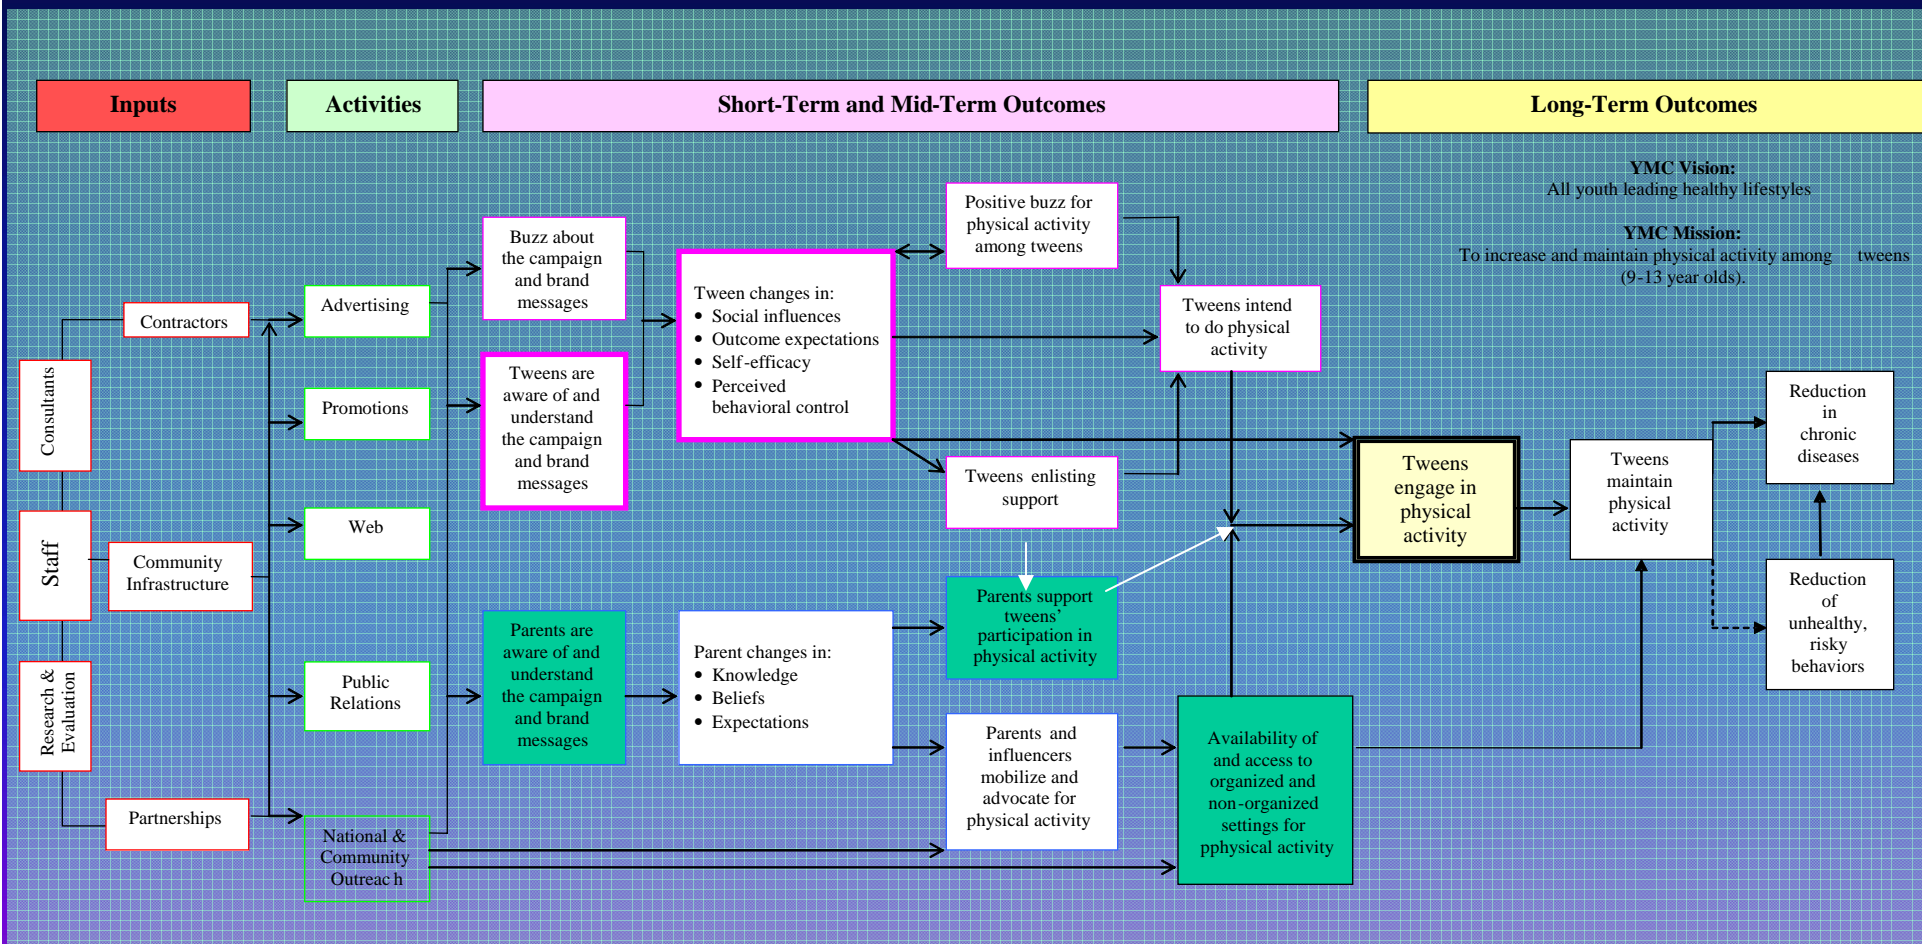 Inputs
Activities
Short-Term and Mid-Term Outcomes
Long-Term Outcomes
YMC Vision:
All youth leading healthy lifestyles
YMC Mission:
To increase and maintain physical activity among tweens
(9-13 year olds).
Consultants
Staff
Research &
Evaluation
Contractors
Community
Infrastructure
Partnerships
Advertising
Promotions
Web
Public
Relations
National &
Community
Outreac h
Buzz about
the campaign
and brand
messages
Tweens are
aware of and
understand
the campaign
and brand
messages
Parents are
aware of and
understand
the campaign
and brand
messages
Tween changes in:
• Social influences
• Outcome expectations
• Self-efficacy
• Perceived
behavioral control
Parent changes in:
• Knowledge
• Beliefs
• Expectations
Positive buzz for
physical activity
among tweens
Tweens enlisting
support
Parents support
tweens’
participation in
physical activity
Parents and
influencers
mobilize and
advocate for
physical activity
Tweens intend
to do physical
activity
Availability of
and access to
organized and
non-organized
settings for
pphysical activity
Tweens
engage in
physical
activity
Tweens
maintain
physical
activity
Reduction
in
chronic
diseases
Reduction
of
unhealthy,
risky
behaviors